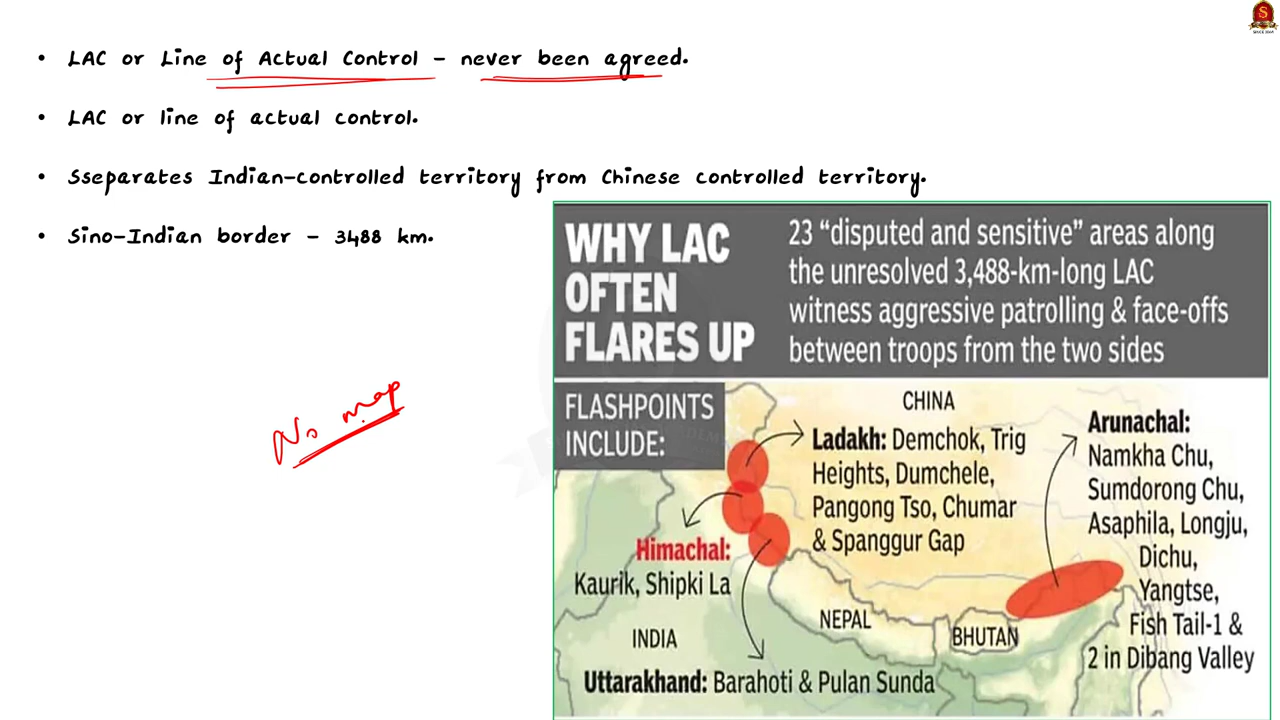 • LAC or Line of Actual Control - never been agreed.
• LAC or line of actual control.
• Sseparates Indian-controlled territory from Chinese controlled territory.
• Sino-Indian border - 3488 km.
No map
WHY LAC
OFTEN
FLARES UP
23 “disputed and sensitive” areas along
the unresolved 3,488-km-long LAC
witness aggressive patrolling & face-offs
between troops from the two sides
FLASHPOINTS
INCLUDE:
CHINA
Ladakh: Demchok, Trig
Heights, Dumchele,
Pangong Tso, Chumar
& Spanggur Gap
Arunachal:
Namkha Chu,
Sumdorong Chu,
Asaphila, Longju,
Dichu,
Yangtse,
Fish Tail-1 &
2 in Dibang Valley
Himachal:
Kaurik, Shipki La
INDIA
NEPAL
BHUTAN
Uttarakhand: Barahoti & Pulan Sunda